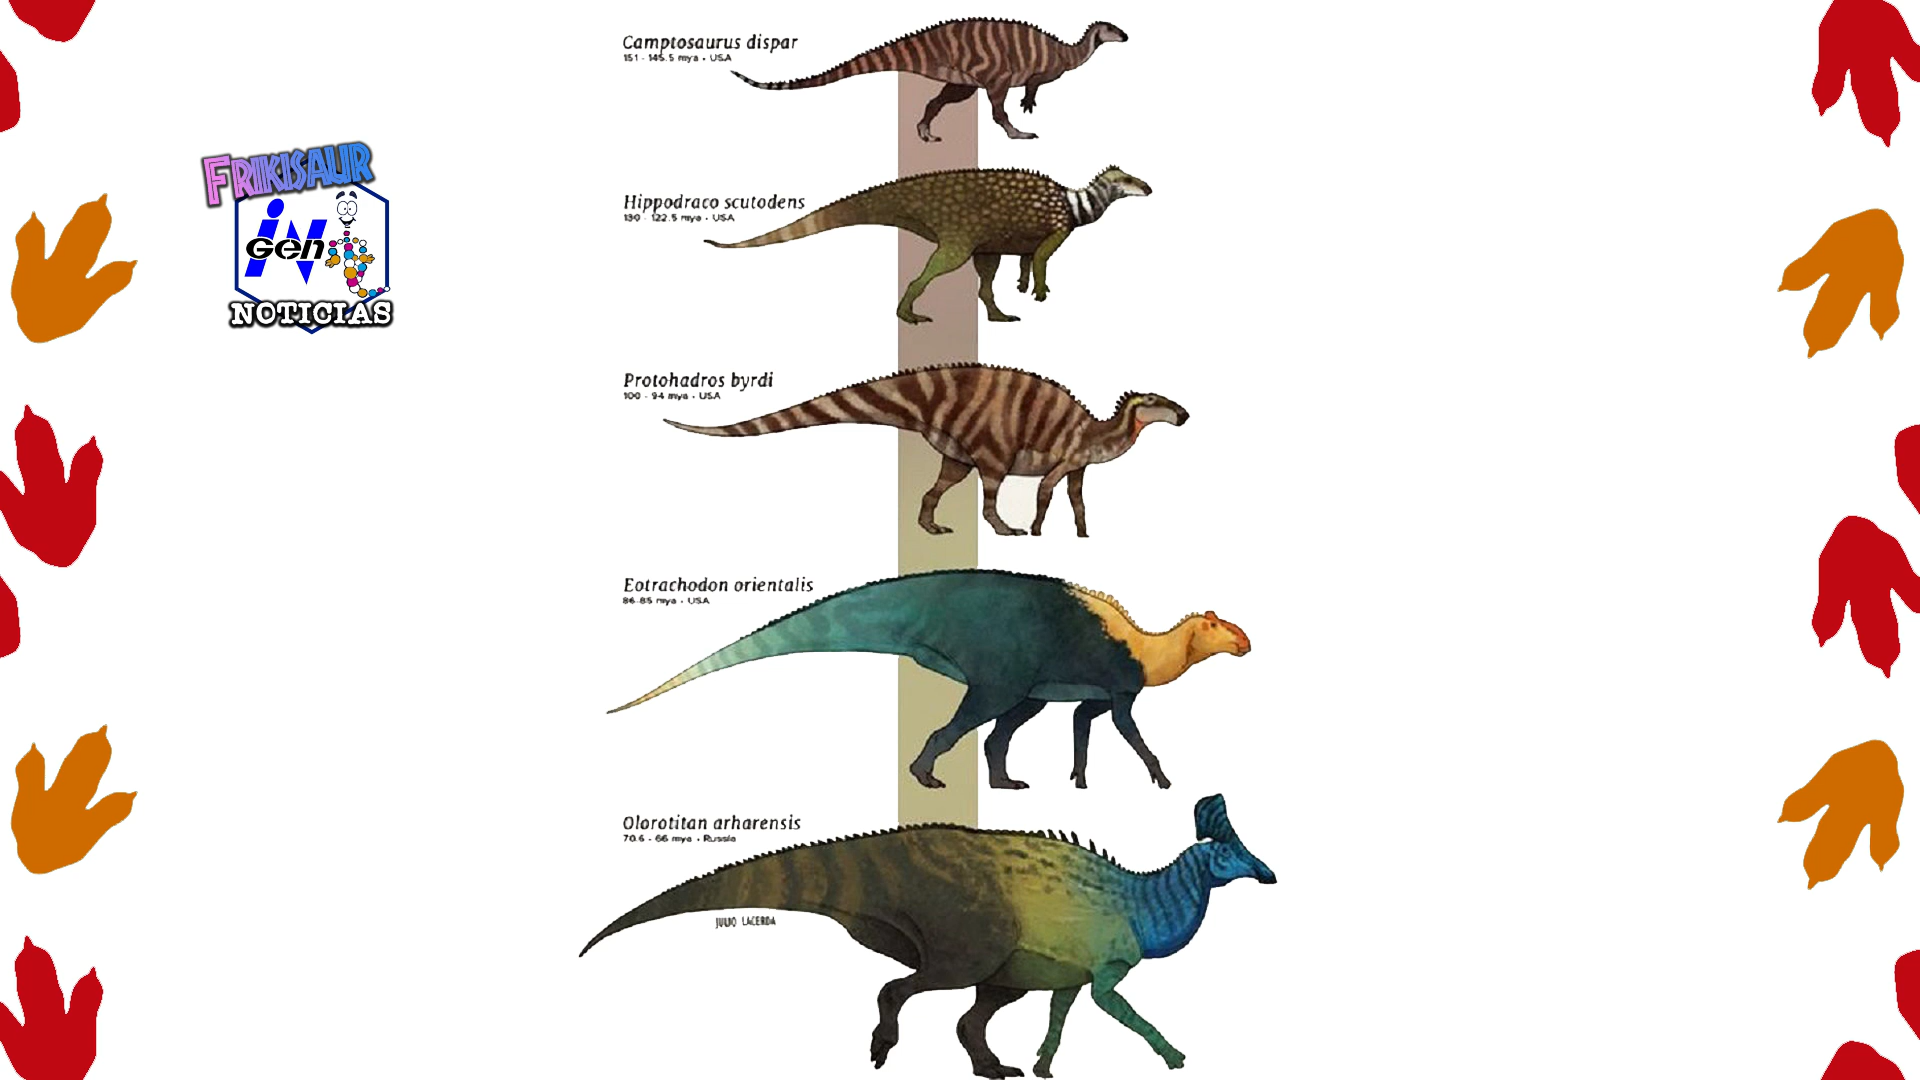 Camptosaurus dispar
151 - 145.5 mya • USA
FRIKISAUR
Hippodraco scutodens
130 - 122.5 mya • USA
iN
Gen
NOTICIAS
Protohadros byrdi
100 - 94 mya • USA
Eotrachodon orientalis
86-85 mya • USA
Olorotitan arharensis
70.6 - 66 mya • Russia
JULIO LACERDA